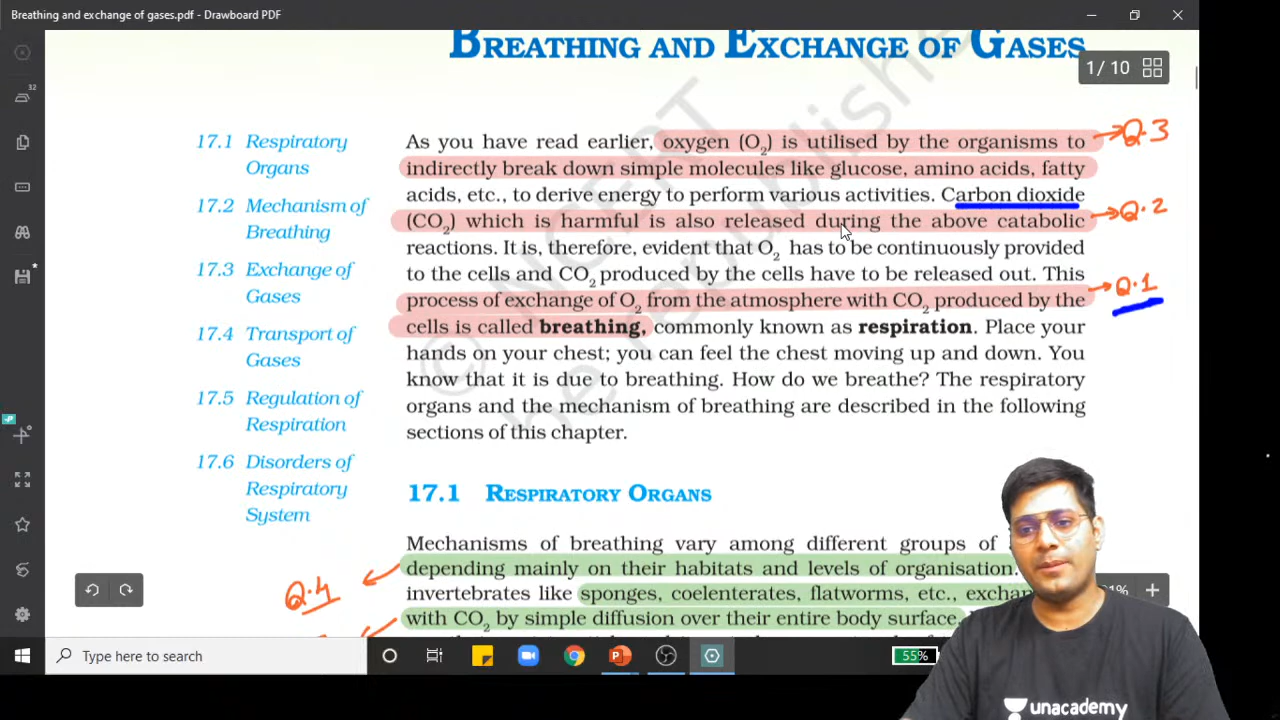 Breathing and exchange of gases.pdf - Drawboard PDF
BREATHING AND EXCHANGE OF GASES
1 / 10
32
17.1 Respiratory
Organs
17.2 Mechanism of
Breathing
17.3 Exchange of
Gases
17.4 Transport of
Gases
17.5 Regulation of
Respiration
17.6 Disorders of
Respiratory
System
As you have read earlier, oxygen (O2) is utilised by the organisms to
indirectly break down simple molecules like glucose, amino acids, fatty
acids, etc., to derive energy to perform various activities. Carbon dioxide
(CO2) which is harmful is also released during the above catabolic
reactions. It is, therefore, evident that O2 has to be continuously provided
to the cells and CO2 produced by the cells have to be released out. This
process of exchange of O2 from the atmosphere with CO2 produced by the
cells is called breathing, commonly known as respiration. Place your
hands on your chest; you can feel the chest moving up and down. You
know that it is due to breathing. How do we breathe? The respiratory
organs and the mechanism of breathing are described in the following
sections of this chapter.
Q.3
Q.2
Q.1
17.1 RESPIRATORY ORGANS
Mechanisms of breathing vary among different groups of
depending mainly on their habitats and levels of organisation.
invertebrates like sponges, coelenterates, flatworms, etc.,
with CO2 by simple diffusion over their entire body surface.
Q.4
© NCERT
Type here to search
55%
unacademy